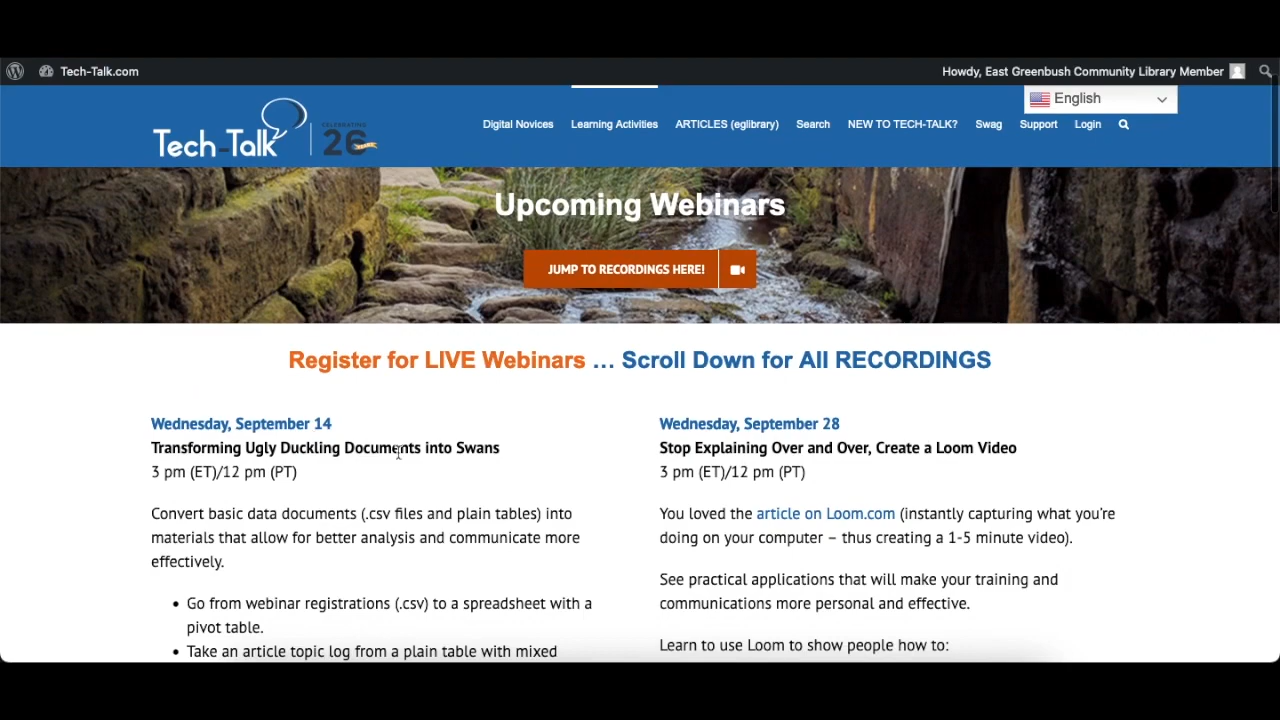 Tech-Talk.com
Howdy, East Greenbush Community Library Member
English
Tech-Talk
CELEBRATING
26
Digital Novices
Learning Activities
ARTICLES (eglibrary)
Search
NEW TO TECH-TALK?
Swag
Support
Login
Upcoming Webinars
JUMP TO RECORDINGS HERE!
Register for LIVE Webinars … Scroll Down for All RECORDINGS
Wednesday, September 14
Transforming Ugly Duckling Documents into Swans
3 pm (ET)/12 pm (PT)
Convert basic data documents (.csv files and plain tables) into
materials that allow for better analysis and communicate more
effectively.
• Go from webinar registrations (.csv) to a spreadsheet with a
pivot table.
• Take an article topic log from a plain table with mixed
Wednesday, September 28
Stop Explaining Over and Over, Create a Loom Video
3 pm (ET)/12 pm (PT)
You loved the article on Loom.com (instantly capturing what you're
doing on your computer – thus creating a 1-5 minute video).
See practical applications that will make your training and
communications more personal and effective.
Learn to use Loom to show people how to: